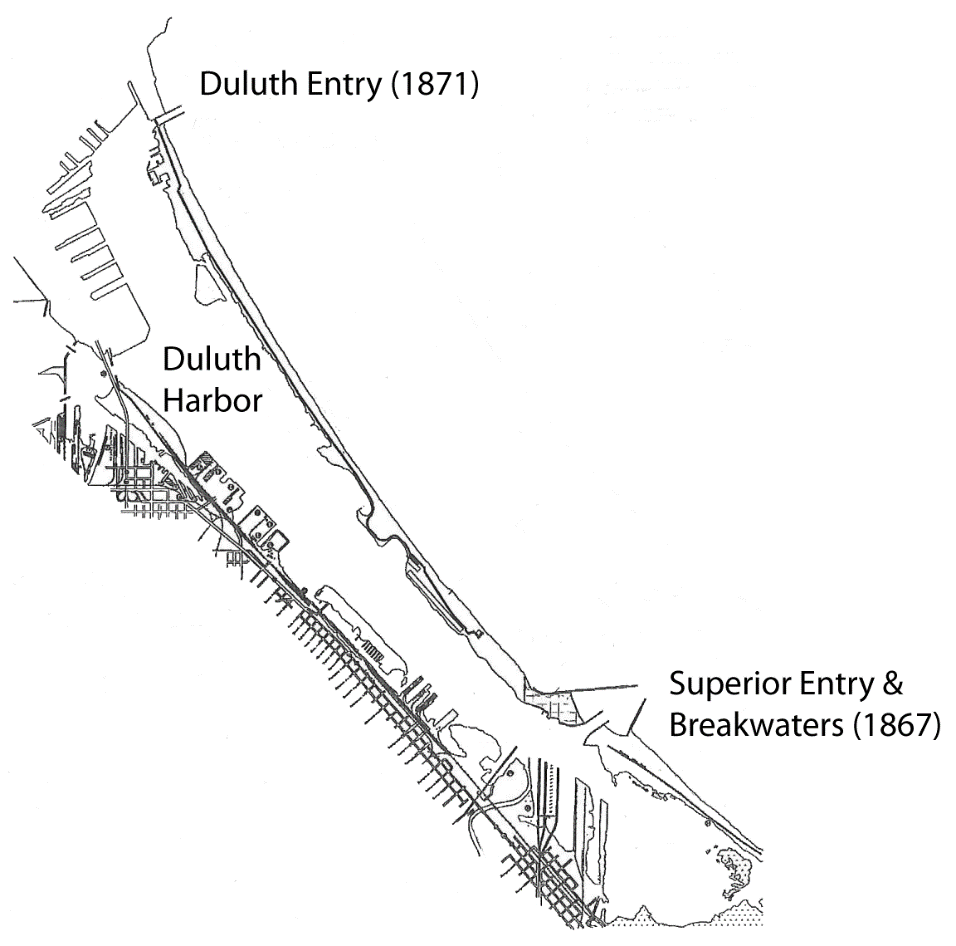 Duluth Entry (1871)
Duluth
Harbor
Superior Entry &
Breakwaters (1867)